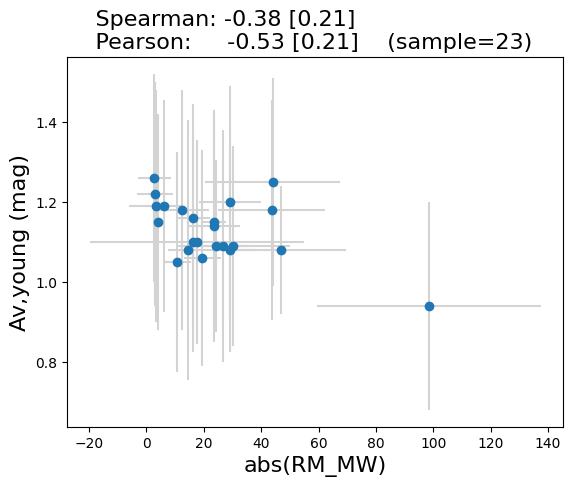 Spearman: -0.38 [0.21]
Pearson: -0.53 [0.21] (sample=23)
Av,young (mag)
1.4
1.2
1.0
0.8
−20 0 20 40 60 80 100 120 140
abs(RM_MW)